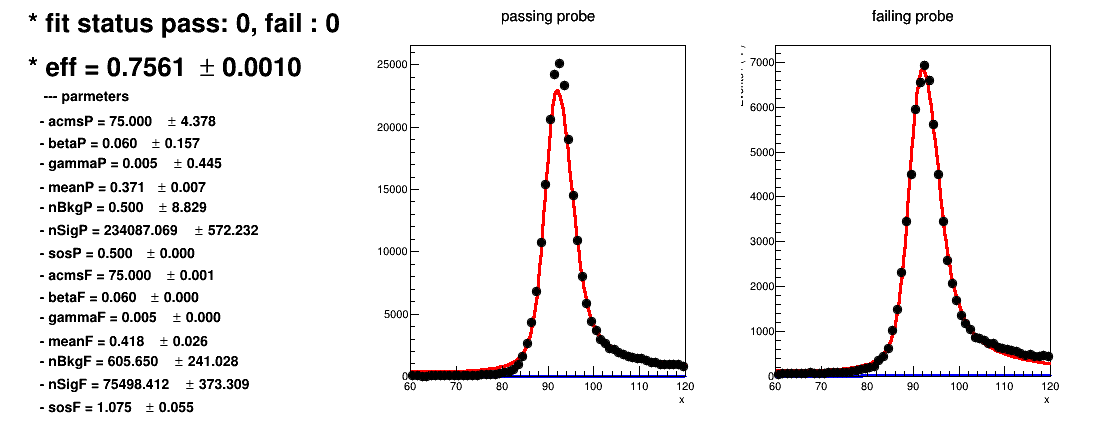 * fit status pass: 0, fail : 0
* eff = 0.7561 ± 0.0010
--- parmeters
- acmsP = 75.000 ± 4.378
- betaP = 0.060 ± 0.157
- gammaP = 0.005 ± 0.445
- meanP = 0.371 ± 0.007
- nBkgP = 0.500 ± 8.829
- nSigP = 234087.069 ± 572.232
- sosP = 0.500 ± 0.000
- acmsF = 75.000 ± 0.001
- betaF = 0.060 ± 0.000
- gammaF = 0.005 ± 0.000
- meanF = 0.418 ± 0.026
- nBkgF = 605.650 ± 241.028
- nSigF = 75498.412 ± 373.309
- sosF = 1.075 ± 0.055
passing probe
25000
20000
15000
10000
5000
0
60 70 80 90 100 110 120
x
failing probe
7000
6000
5000
4000
3000
2000
1000
0
60 70 80 90 100 110 120
x